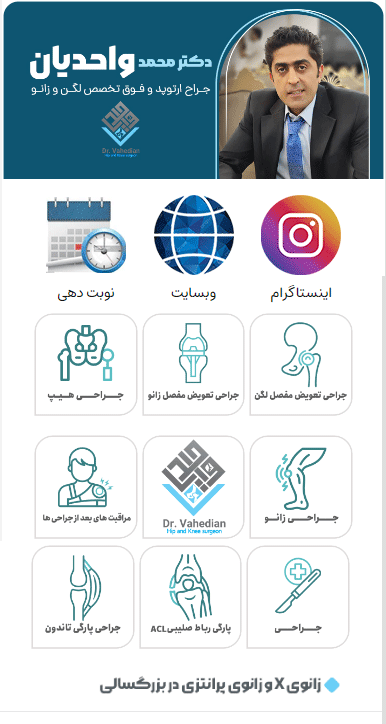 دکتر محمد واحدیان
جراح ارتوپد و فوق تخصص لگن و زانو
Dr. Vahedian
Hip and Knee surgeon
اینستاگرام
وبسایت
نوبت دهی
جراحی تعویض مفصل لگن
جراحی تعویض مفصل زانو
جراحی هیپ
جراحی زانو
Dr. Vahedian
Hip and Knee surgeon
مراقبت های بعد از جراحی ها
جراحی
پارگی رباط صلیبی ACL
جراحی پارگی تاندون
زانوی X و زانوی پرانتزی در بزرگسالی